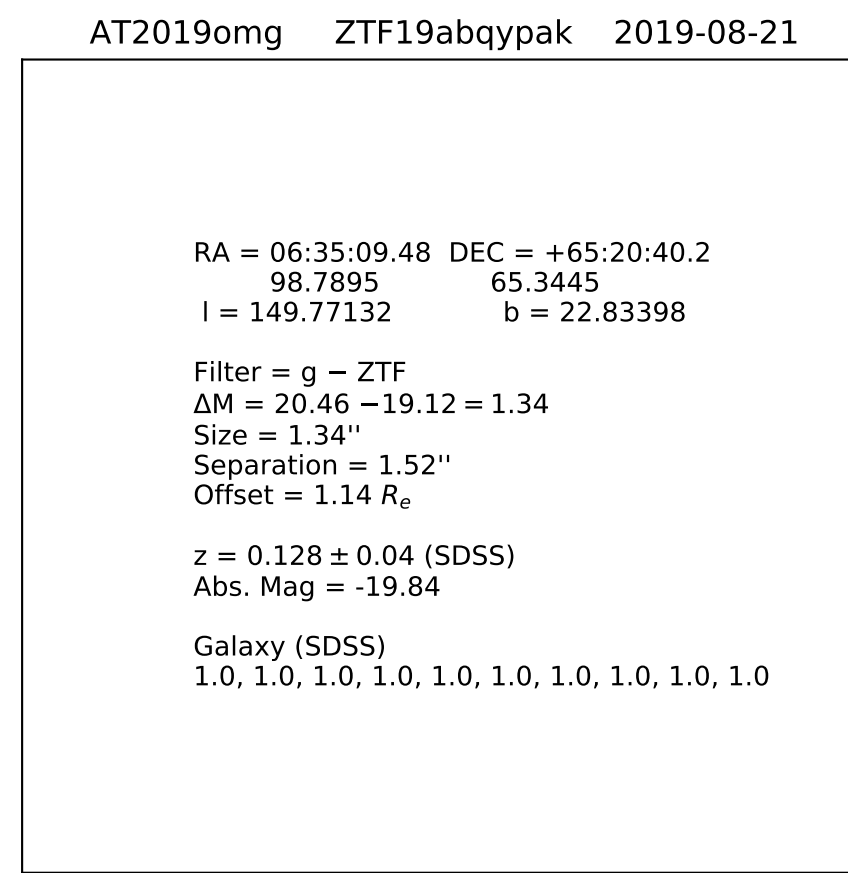 AT2019omg ZTF19abqypak 2019-08-21
RA = 06:35:09.48 DEC = +65:20:40.2
98.7895 65.3445
l = 149.77132 b = 22.83398
Filter = g − ZTF
ΔM = 20.46 −19.12 = 1.34
Size = 1.34''
Separation = 1.52''
Offset = 1.14 Rₑ
z = 0.128 ± 0.04 (SDSS)
Abs. Mag = -19.84
Galaxy (SDSS)
1.0, 1.0, 1.0, 1.0, 1.0, 1.0, 1.0, 1.0, 1.0, 1.0